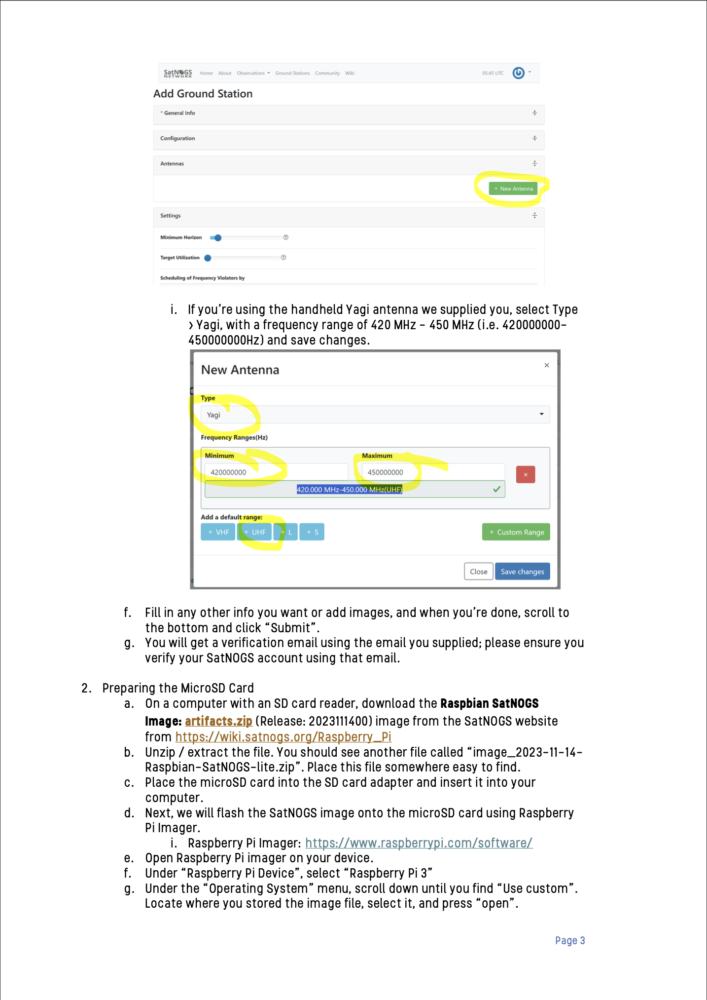 SatNOGS
NETWORK
Home About Observations Ground Stations Community Wiki 05:45 UTC
Add Ground Station
* General Info
Configuration
Antennas
+ New Antenna
Settings
Minimum Horizon
Target Utilization
Scheduling of Frequency Violators by
i. If you’re using the handheld Yagi antenna we supplied you, select Type
> Yagi, with a frequency range of 420 MHz – 450 MHz (i.e. 420000000-
450000000Hz) and save changes.
New Antenna ×
Type
Yagi
Frequency Ranges(Hz)
Minimum Maximum
420000000 450000000 ×
420.000 MHz-450.000 MHz(UHF)
Add a default range:
+ VHF + UHF + L + S + Custom Range
Close Save changes
f. Fill in any other info you want or add images, and when you’re done, scroll to
the bottom and click “Submit”.
g. You will get a verification email using the email you supplied; please ensure you
verify your SatNOGS account using that email.
2. Preparing the MicroSD Card
a. On a computer with an SD card reader, download the Raspbian SatNOGS
Image: artifacts.zip (Release: 2023111400) image from the SatNOGS website
from https://wiki.satnogs.org/Raspberry_Pi
b. Unzip / extract the file. You should see another file called “image_2023-11-14-
Raspbian-SatNOGS-lite.zip”. Place this file somewhere easy to find.
c. Place the microSD card into the SD card adapter and insert it into your
computer.
d. Next, we will flash the SatNOGS image onto the microSD card using Raspberry
Pi Imager.
i. Raspberry Pi Imager: https://www.raspberrypi.com/software/
e. Open Raspberry Pi imager on your device.
f. Under “Raspberry Pi Device”, select “Raspberry Pi 3”
g. Under the “Operating System” menu, scroll down until you find “Use custom”.
Locate where you stored the image file, select it, and press “open”.
Page 3